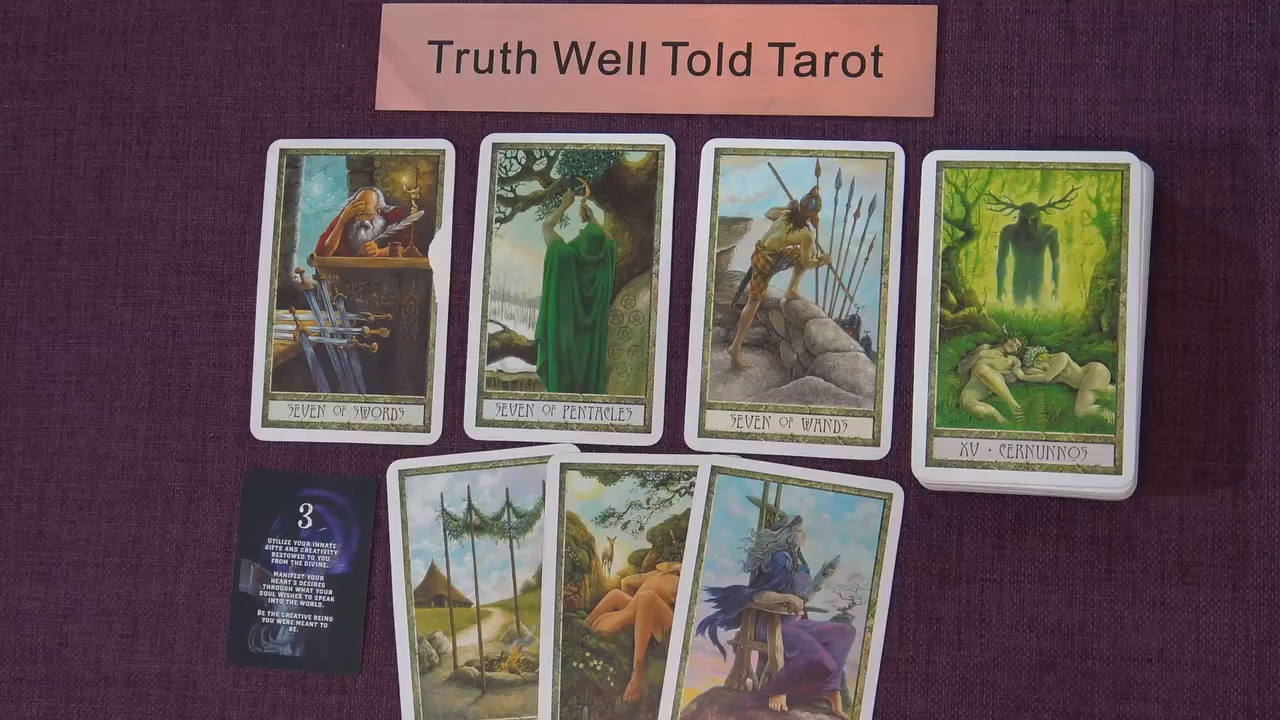 Truth Well Told Tarot
SEVEN OF SWORDS
SEVEN OF PENTACLES
SEVEN OF WANDS
XV • CERNUNNOS
3
UTILIZE YOUR INNATE
GIFTS AND CREATIVITY
BESTOWED TO YOU
FROM THE DIVINE.
MANIFEST YOUR
HEART'S DESIRES
THROUGH WHAT YOUR
SOUL WISHES TO SPEAK
INTO THE WORLD.
BE THE CREATIVE BEING
YOU WERE MEANT TO
BE.